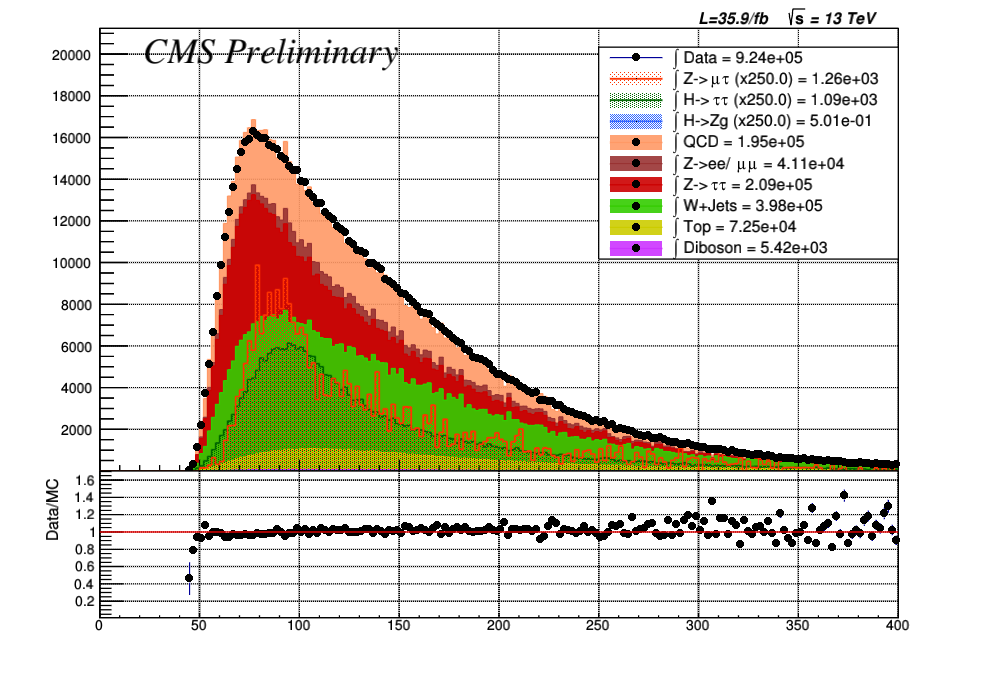 L=35.9/fb √s = 13 TeV
CMS Preliminary
∫ Data = 9.24e+05
∫ Z->μτ (x250.0) = 1.26e+03
∫ H->ττ (x250.0) = 1.09e+03
∫ H->Zg (x250.0) = 5.01e-01
∫ QCD = 1.95e+05
∫ Z->ee/ μμ = 4.11e+04
∫ Z->ττ = 2.09e+05
∫ W+Jets = 3.98e+05
∫ Top = 7.25e+04
∫ Diboson = 5.42e+03
20000
18000
16000
14000
12000
10000
8000
6000
4000
2000
Data/MC
1.6
1.4
1.2
1
0.8
0.6
0.4
0.2
0 50 100 150 200 250 300 350 400